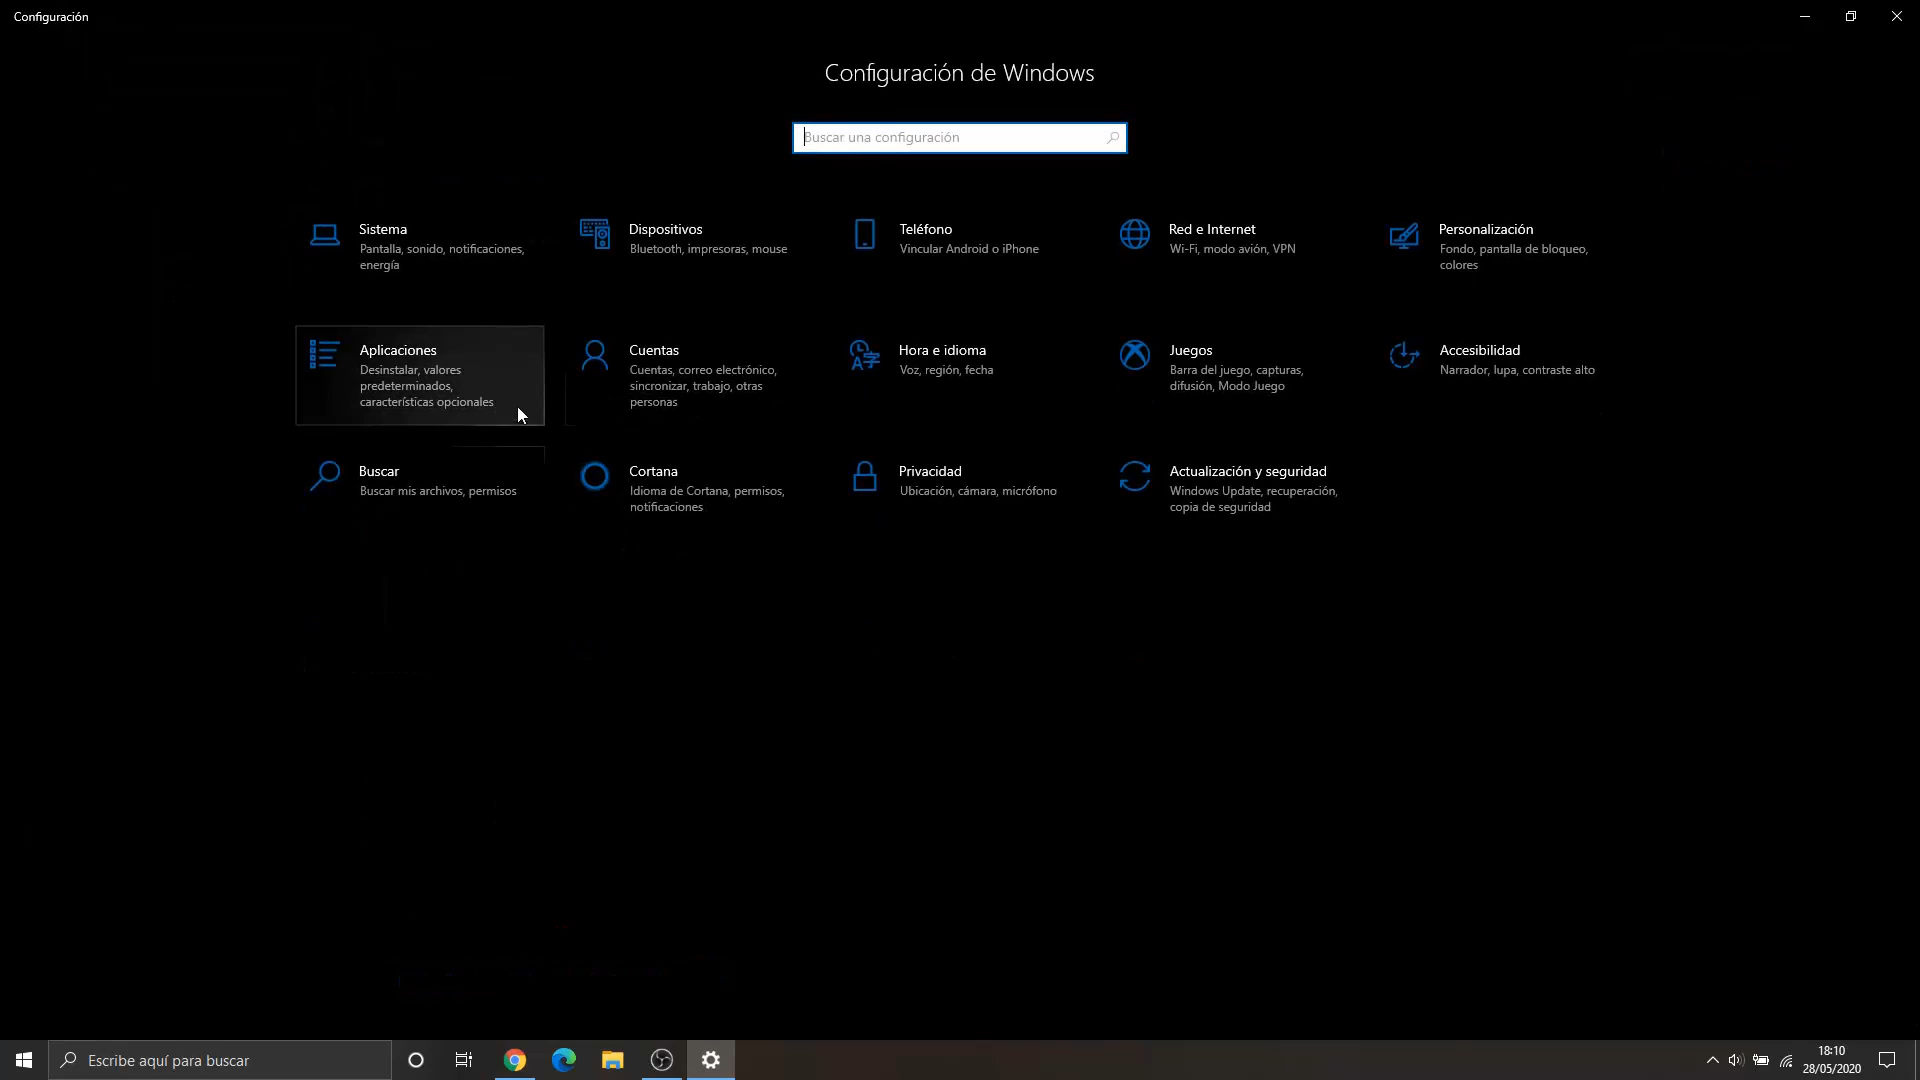 Configuración
Configuración de Windows
Buscar una configuración
Sistema
Pantalla, sonido, notificaciones,
energía
Dispositivos
Bluetooth, impresoras, mouse
Teléfono
Vincular Android o iPhone
Red e Internet
Wi-Fi, modo avión, VPN
Personalización
Fondo, pantalla de bloqueo,
colores
Aplicaciones
Desinstalar, valores
predeterminados,
características opcionales
Cuentas
Cuentas, correo electrónico,
sincronizar, trabajo, otras
personas
Hora e idioma
Voz, región, fecha
Juegos
Barra del juego, capturas,
difusión, Modo Juego
Accesibilidad
Narrador, lupa, contraste alto
Buscar
Buscar mis archivos, permisos
Cortana
Idioma de Cortana, permisos,
notificaciones
Privacidad
Ubicación, cámara, micrófono
Actualización y seguridad
Windows Update, recuperación,
copia de seguridad
Escribe aquí para buscar
18:10
28/05/2020